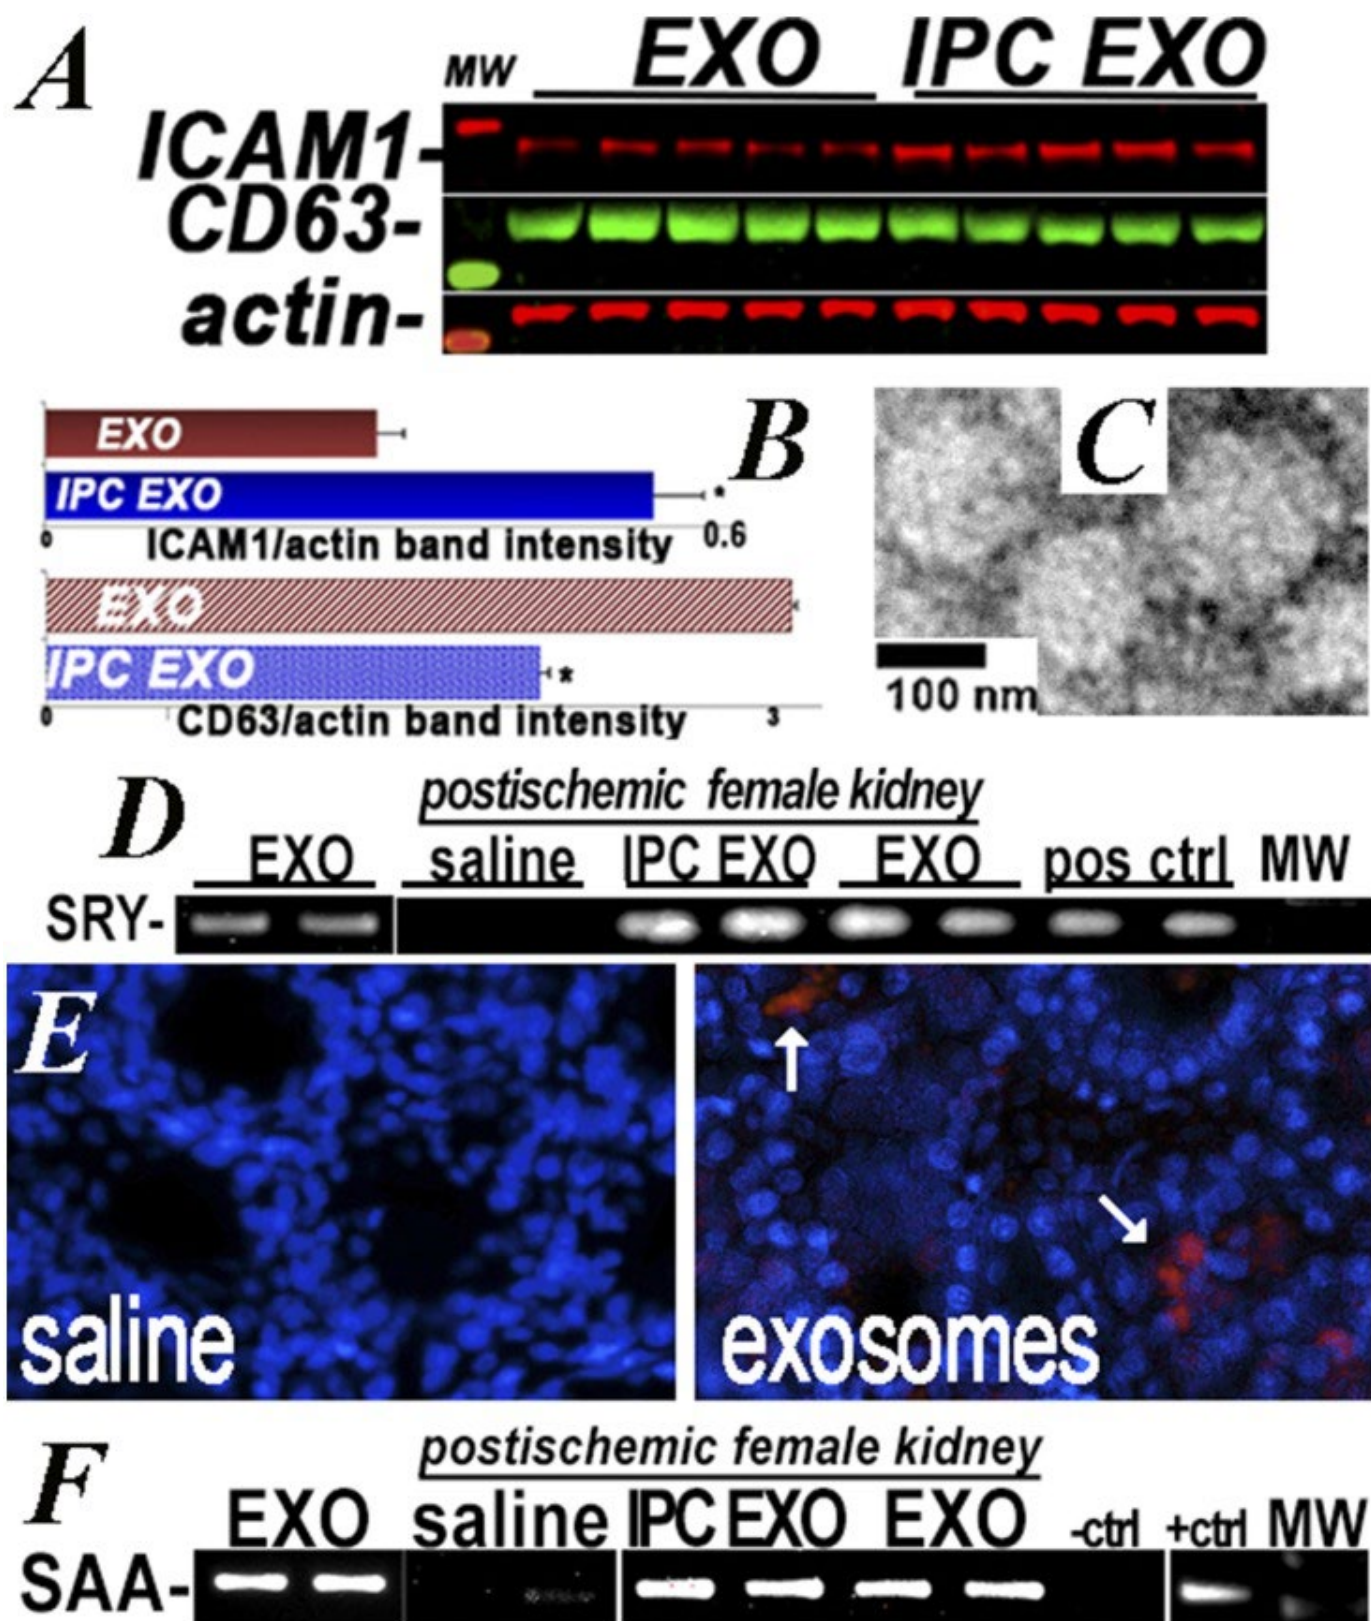 A
MW EXO IPC EXO
ICAM1-
CD63-
actin-
EXO
IPC EXO *
0 ICAM1/actin band intensity 0.6
EXO
IPC EXO *
0 CD63/actin band intensity 3
B
C
100 nm
D
postischemic female kidney
EXO saline IPC EXO EXO pos ctrl MW
SRY-
E
saline
exosomes
F
postischemic female kidney
EXO saline IPC EXO EXO -ctrl +ctrl MW
SAA-